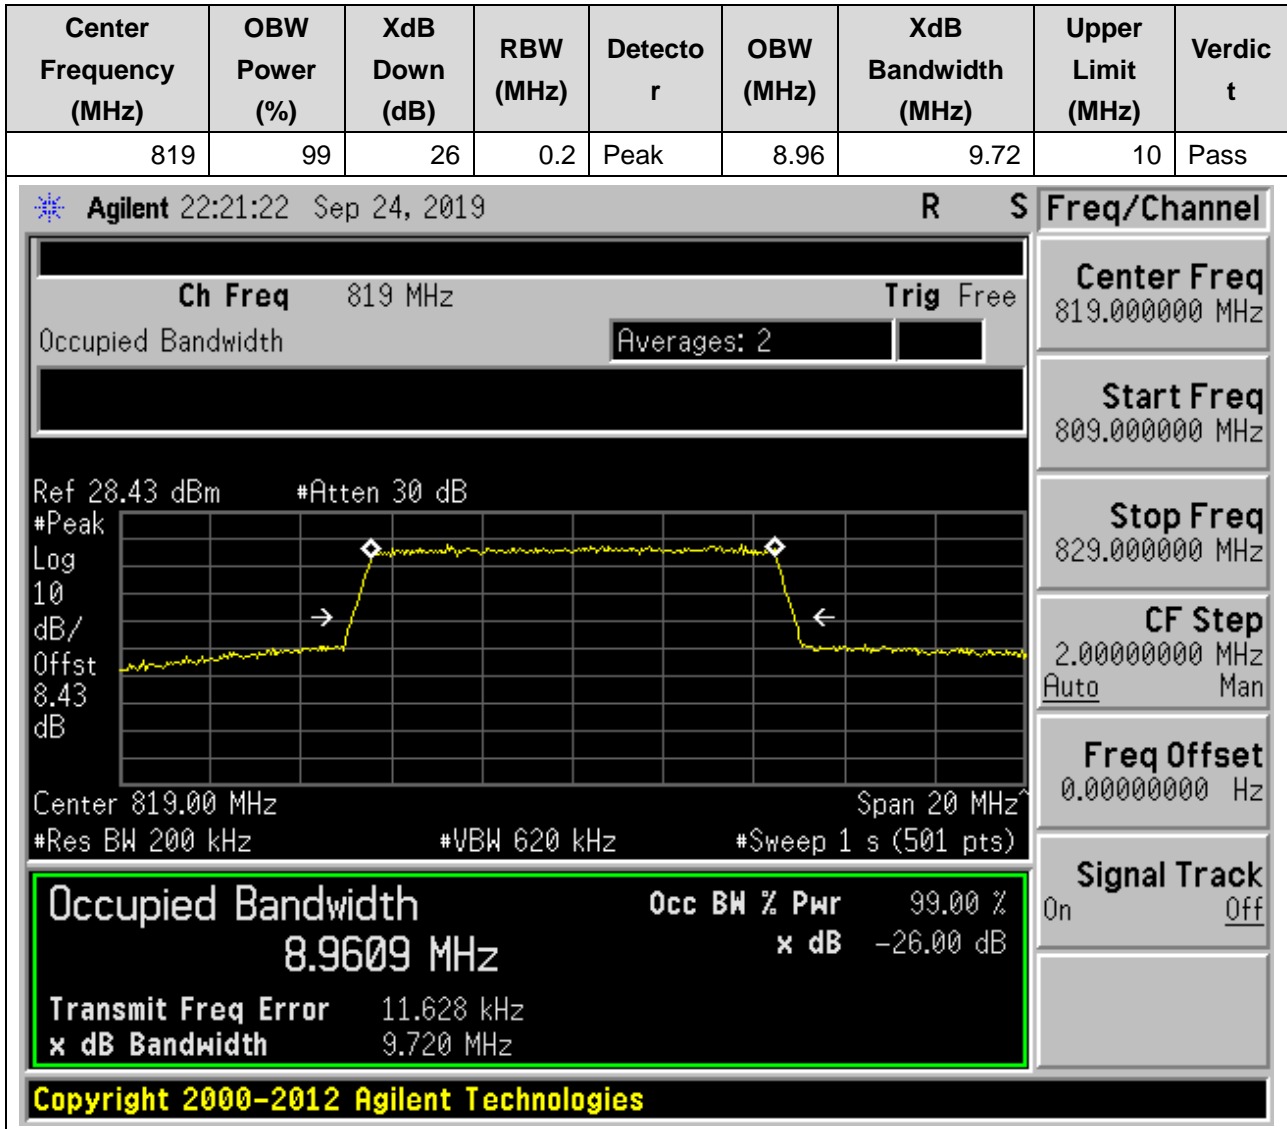 Center Frequency (MHz) OBW Power (%) XdB Down (dB) RBW (MHz) Detector OBW (MHz) XdB Bandwidth (MHz) Upper Limit (MHz) Verdict
819 99 26 0.2 Peak 8.96 9.72 10 Pass
Agilent 22:21:22 Sep 24, 2019 R S
Ch Freq 819 MHz Trig Free
Occupied Bandwidth Averages: 2
Ref 28.43 dBm #Atten 30 dB
#Peak
Log
10
dB/
Offst
8.43
dB
Center 819.00 MHz Span 20 MHz^
#Res BW 200 kHz #VBW 620 kHz #Sweep 1 s (501 pts)
Occupied Bandwidth Occ BW % Pwr 99.00 %
8.9609 MHz x dB -26.00 dB
Transmit Freq Error 11.628 kHz
x dB Bandwidth 9.720 MHz
Copyright 2000-2012 Agilent Technologies
Freq/Channel
Center Freq
819.000000 MHz
Start Freq
809.000000 MHz
Stop Freq
829.000000 MHz
CF Step
2.00000000 MHz
Auto Man
Freq Offset
0.00000000 Hz
Signal Track
On Off